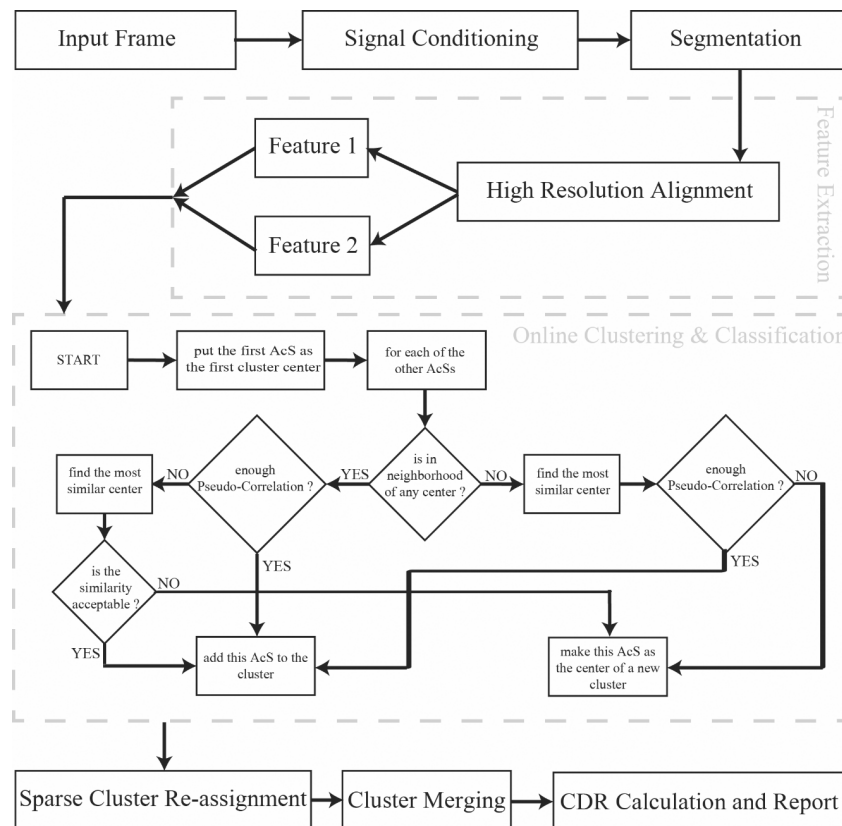 Input Frame
Signal Conditioning
Segmentation
Feature Extraction
Feature 1
High Resolution Alignment
Feature 2
Online Clustering & Classification
START
put the first AcS as
the first cluster center
for each of the
other AcSs
find the most
similar center
NO
enough
Pseudo-Correlation ?
YES
is in
neighborhood
of any center ?
NO
find the most
similar center
enough
Pseudo-Correlation ?
NO
YES
YES
is the
similarity
acceptable ?
NO
YES
add this AcS to the
cluster
make this AcS as
the center of a new
cluster
Sparse Cluster Re-assignment
Cluster Merging
CDR Calculation and Report